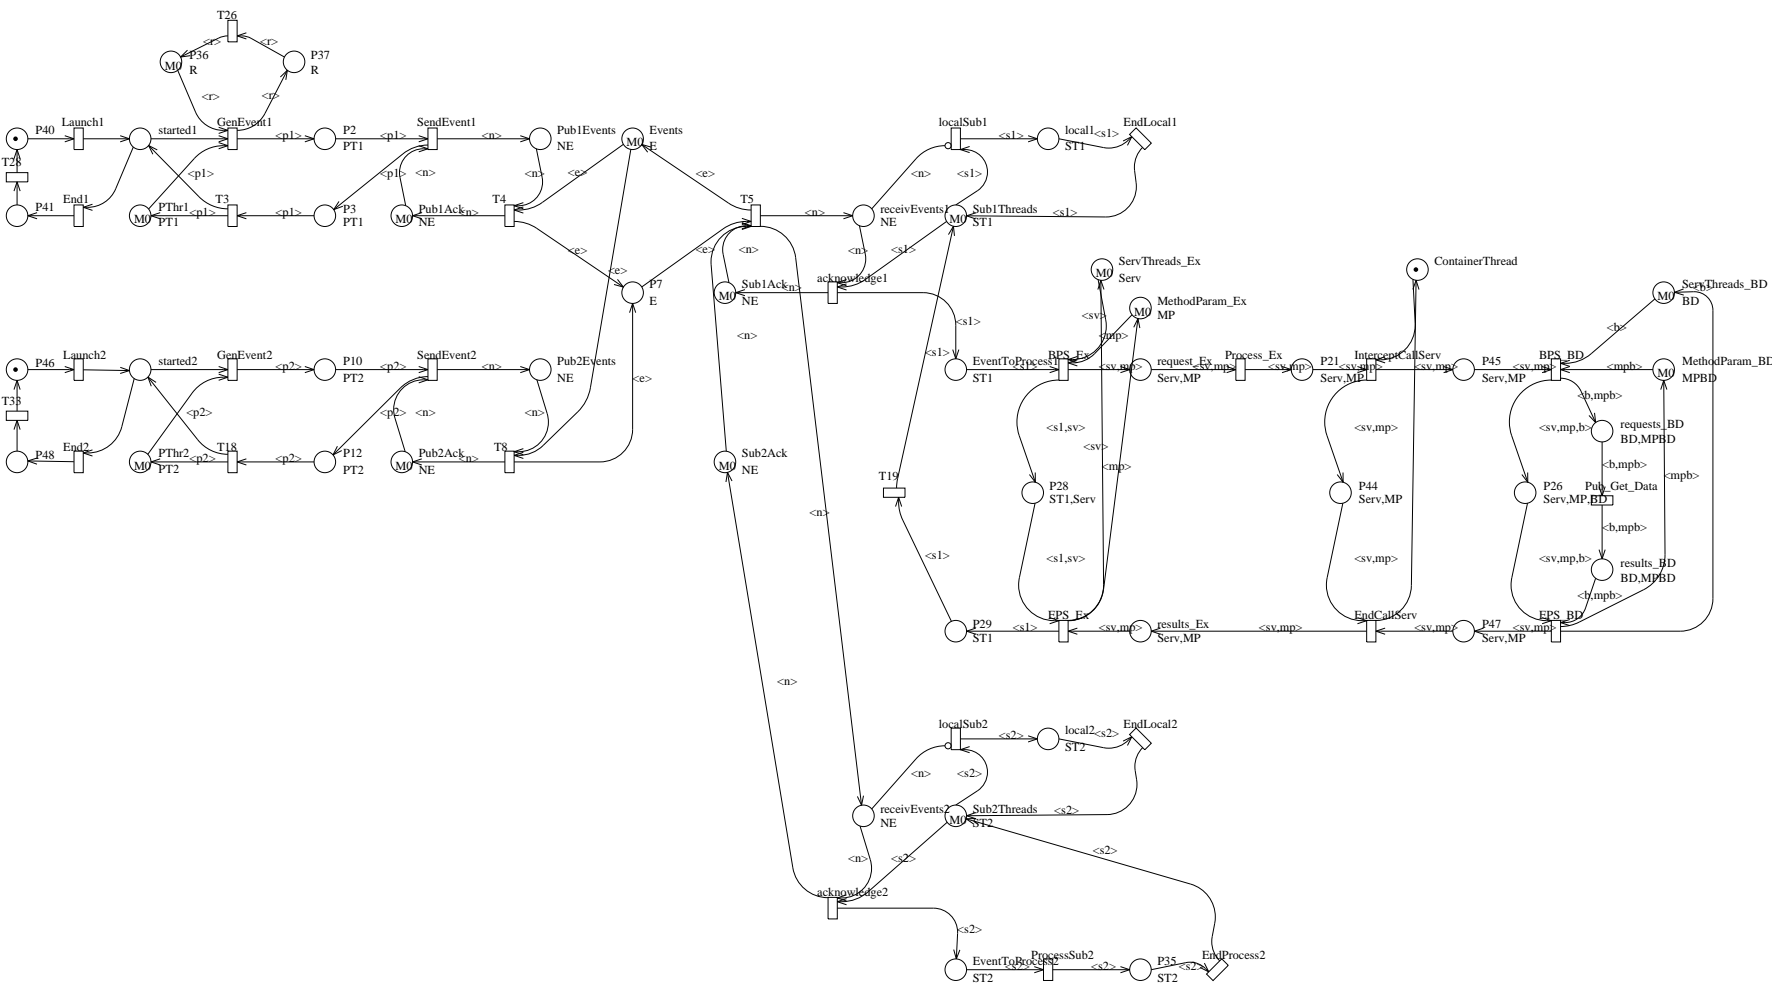 T26
<r>
<r>
M0
P36
R
P37
R
<r>
<r>
P40
Launch1
started1
GenEvent1
<p1>
P2
PT1
<p1>
SendEvent1
<n>
Pub1Events
NE
Events
M0
E
T28
<p1>
<p1>
<n>
<n>
<e>
<e>
P41
End1
M0
PThr1
PT1
<p1>
T3
<p1>
P3
PT1
M0
Pub1Ack
NE
<n>
T4
T5
<n>
receivEvents1
NE
localSub1
<s1>
local1
ST1
<s1>
EndLocal1
<n>
<s1>
M0
Sub1Threads
ST1
<s1>
<e>
<e>
<e>
<n>
<n>
<s1>
P7
E
M0
Sub1Ack
NE
<n>
acknowledge1
<s1>
<n>
M0
ServThreads_Ex
Serv
M0
MethodParam_Ex
MP
<sv>
<mp>
ContainerThread
M0
ServThreads_BD
BD
<b>
<b>
P46
Launch2
started2
GenEvent2
<p2>
P10
PT2
<p2>
SendEvent2
<n>
Pub2Events
NE
<e>
<s1>
EventToProcess1
ST1
<s1>
BPS_Ex
<sv,mp>
request_Ex
Serv,MP
<sv,mp>
Process_Ex
<sv,mp>
P21
Serv,MP
<sv,mp>
InterceptCallServ
<sv,mp>
P45
Serv,MP
<sv,mp>
BPS_BD
<mpb>
M0
MethodParam_BD
MPBD
<b,mpb>
T33
<p2>
<p2>
<n>
<n>
P48
End2
M0
PThr2
PT2
<p2>
T18
<p2>
P12
PT2
M0
Pub2Ack
NE
<n>
T8
M0
Sub2Ack
NE
<s1,sv>
<sv>
<mp>
<sv,mp>
<sv,mp,b>
requests_BD
BD,MPBD
<b,mpb>
<mpb>
T19
P28
ST1,Serv
P44
Serv,MP
P26
Serv,MP,BD
Pub_Get_Data
<n>
<b,mpb>
<s1>
<s1,sv>
<sv,mp>
<sv,mp,b>
results_BD
BD,MPBD
<b,mpb>
P29
ST1
<s1>
EPS_Ex
<sv,mp>
results_Ex
Serv,MP
<sv,mp>
EndCallServ
<sv,mp>
P47
Serv,MP
<sv,mp>
EPS_BD
<n>
localSub2
<s2>
local2
ST2
<s2>
EndLocal2
<n>
<s2>
receivEvents2
NE
M0
Sub2Threads
ST2
<s2>
<n>
<s2>
<s2>
acknowledge2
<s2>
EventToProcess2
ST2
<s2>
ProcessSub2
<s2>
P35
ST2
<s2>
EndProcess2